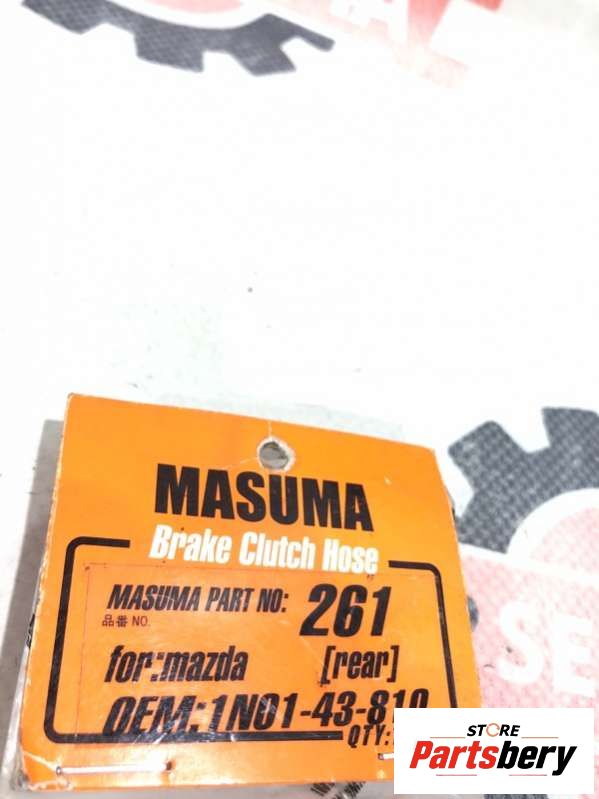 MASUMA
Brake Clutch Hose
MASUMA PART NO: 261
品番 NO.
for:mazda [rear]
OEM:1N01-43-810
QTY:
STORE
Partsbery